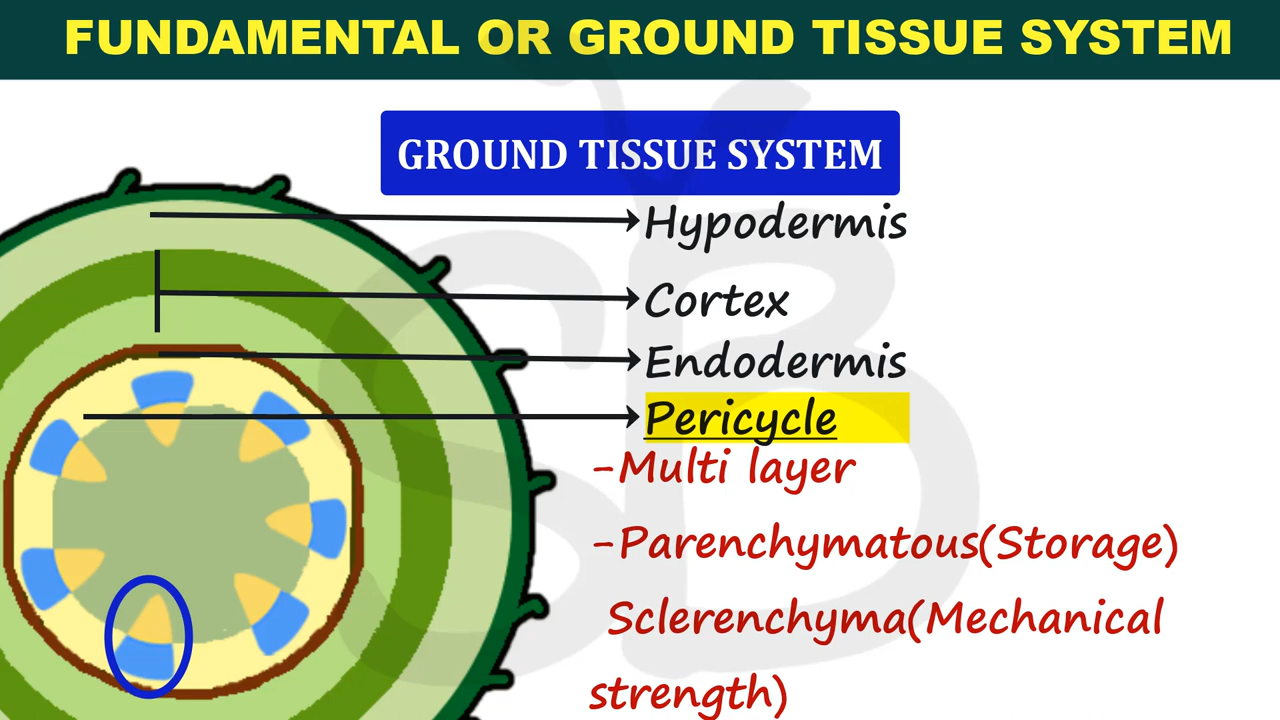 FUNDAMENTAL OR GROUND TISSUE SYSTEM
GROUND TISSUE SYSTEM
Hypodermis
Cortex
Endodermis
Pericycle
-Multi layer
-Parenchymatous(Storage)
Sclerenchyma(Mechanical
strength)
SB